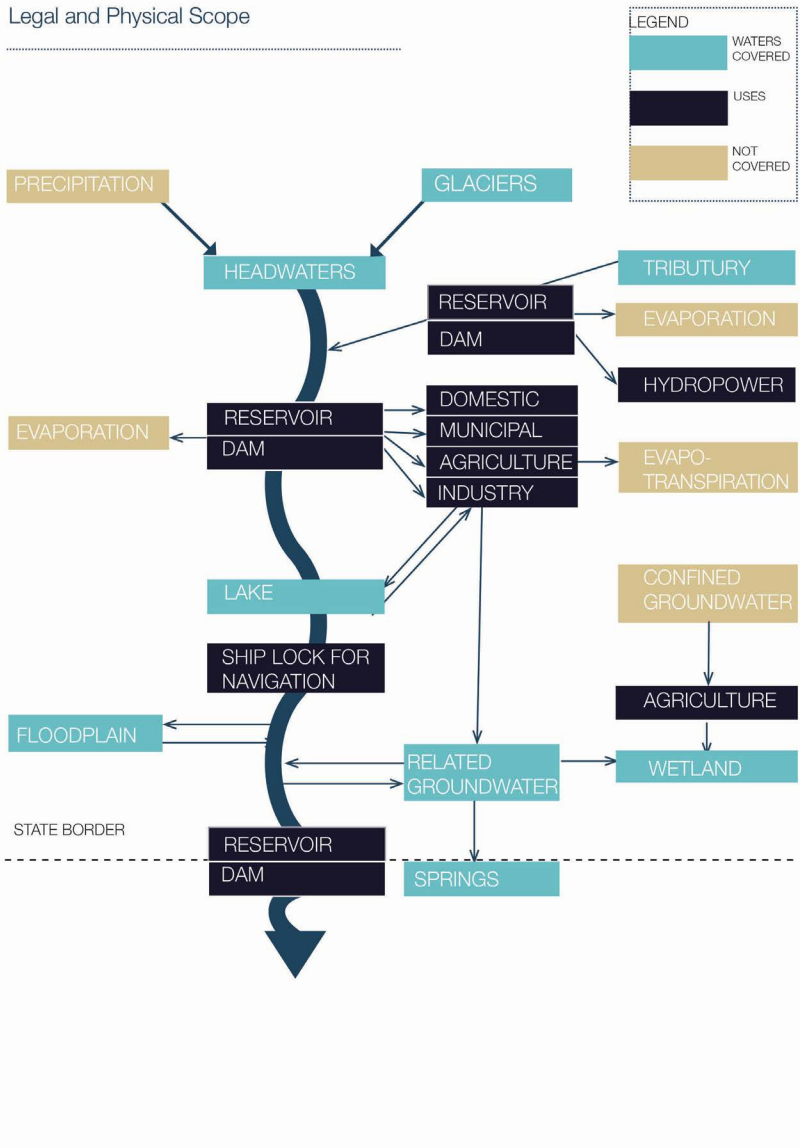 Legal and Physical Scope
LEGEND
WATERS
COVERED
USES
NOT
COVERED
PRECIPITATION
GLACIERS
HEADWATERS
TRIBUTURY
RESERVOIR
DAM
EVAPORATION
HYDROPOWER
EVAPORATION
RESERVOIR
DAM
DOMESTIC
MUNICIPAL
AGRICULTURE
INDUSTRY
EVAPO-
TRANSPIRATION
LAKE
CONFINED
GROUNDWATER
SHIP LOCK FOR
NAVIGATION
AGRICULTURE
FLOODPLAIN
RELATED
GROUNDWATER
WETLAND
STATE BORDER
RESERVOIR
DAM
SPRINGS